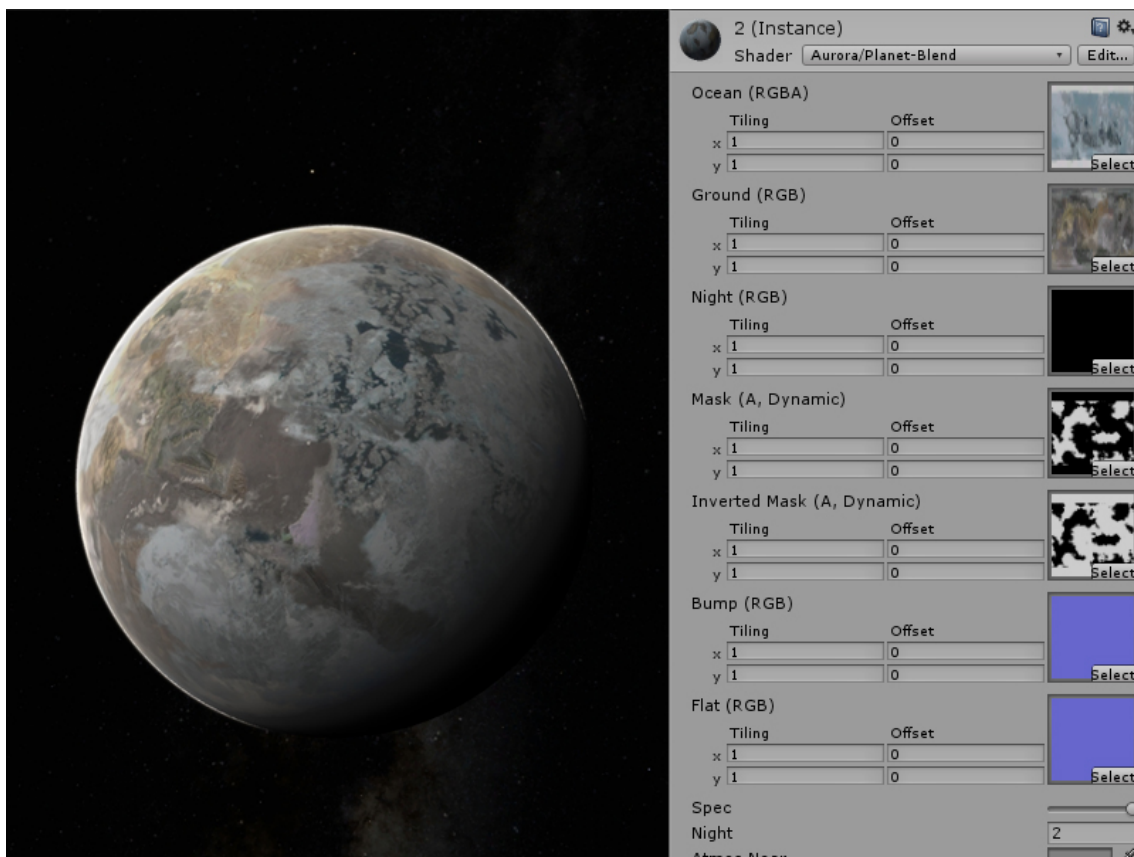 2 (Instance)
Shader Aurora/Planet-Blend Edit...
Ocean (RGBA)
Tiling Offset
x 1 0
y 1 0
Select
Ground (RGB)
Tiling Offset
x 1 0
y 1 0
Select
Night (RGB)
Tiling Offset
x 1 0
y 1 0
Select
Mask (A, Dynamic)
Tiling Offset
x 1 0
y 1 0
Select
Inverted Mask (A, Dynamic)
Tiling Offset
x 1 0
y 1 0
Select
Bump (RGB)
Tiling Offset
x 1 0
y 1 0
Select
Flat (RGB)
Tiling Offset
x 1 0
y 1 0
Select
Spec
Night 2
Atmos Near